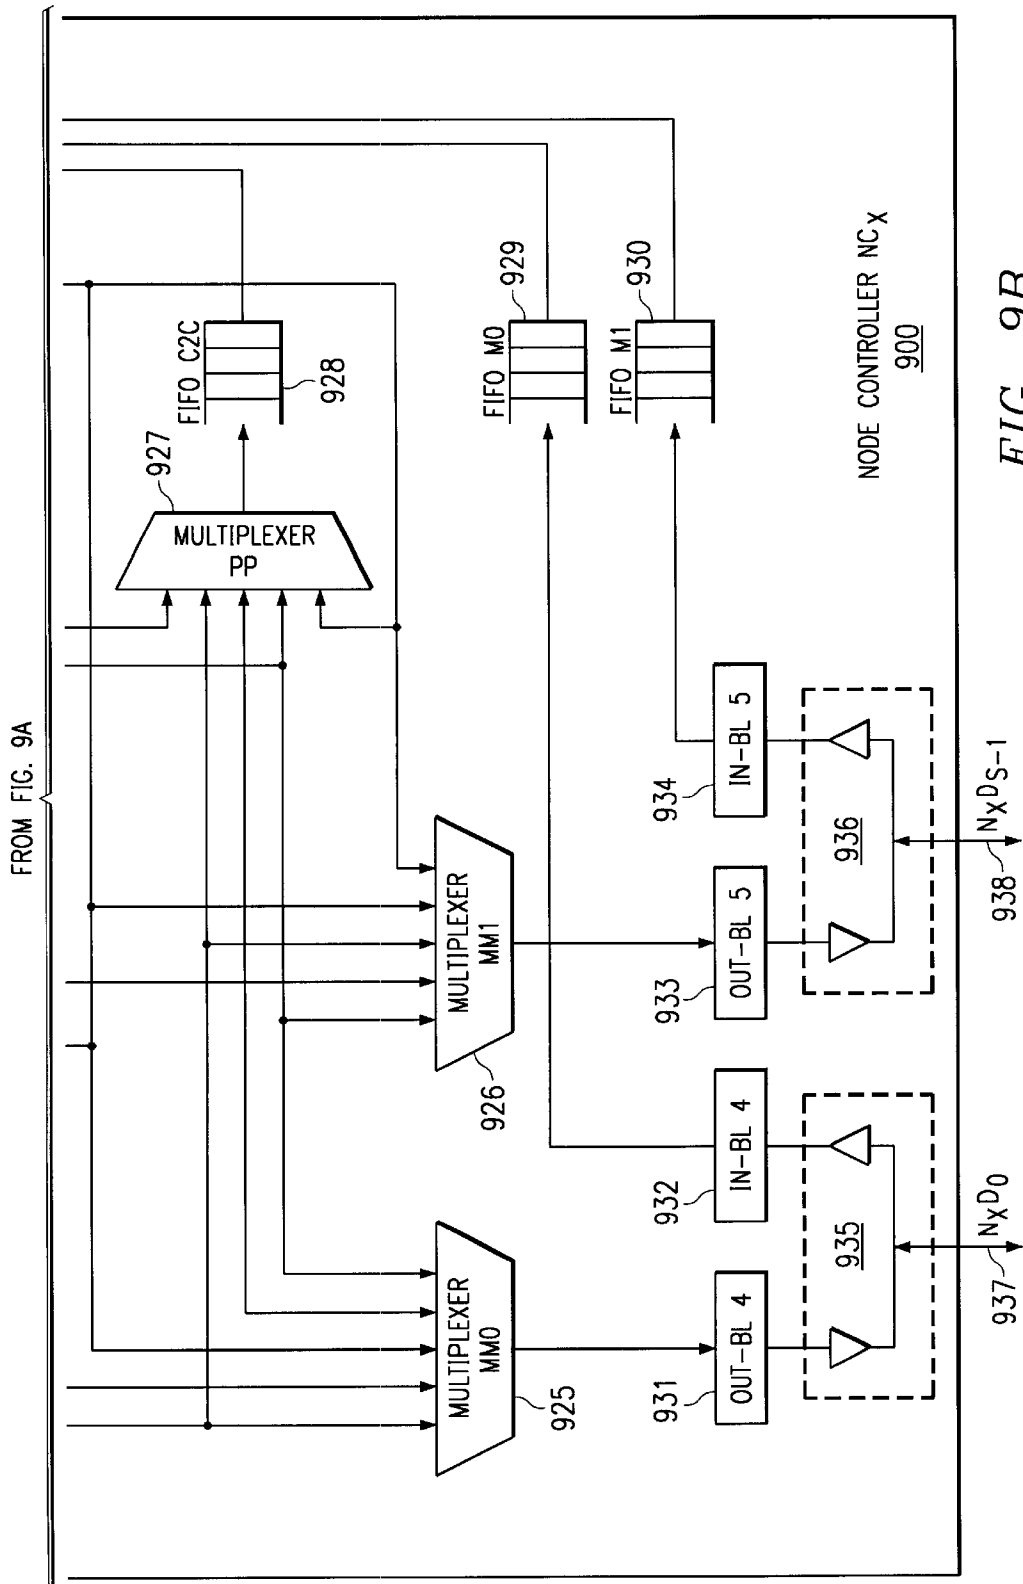 FROM FIG. 9A
MULTIPLEXER
PP
927
FIFO C2C
928
MULTIPLEXER
MM0
925
MULTIPLEXER
MM1
926
FIFO M0
929
FIFO M1
930
OUT-BL 4
931
IN-BL 4
932
OUT-BL 5
933
IN-BL 5
934
935
936
937
NXD0
938
NXDS-1
NODE CONTROLLER NCX
900
FIG. 9B